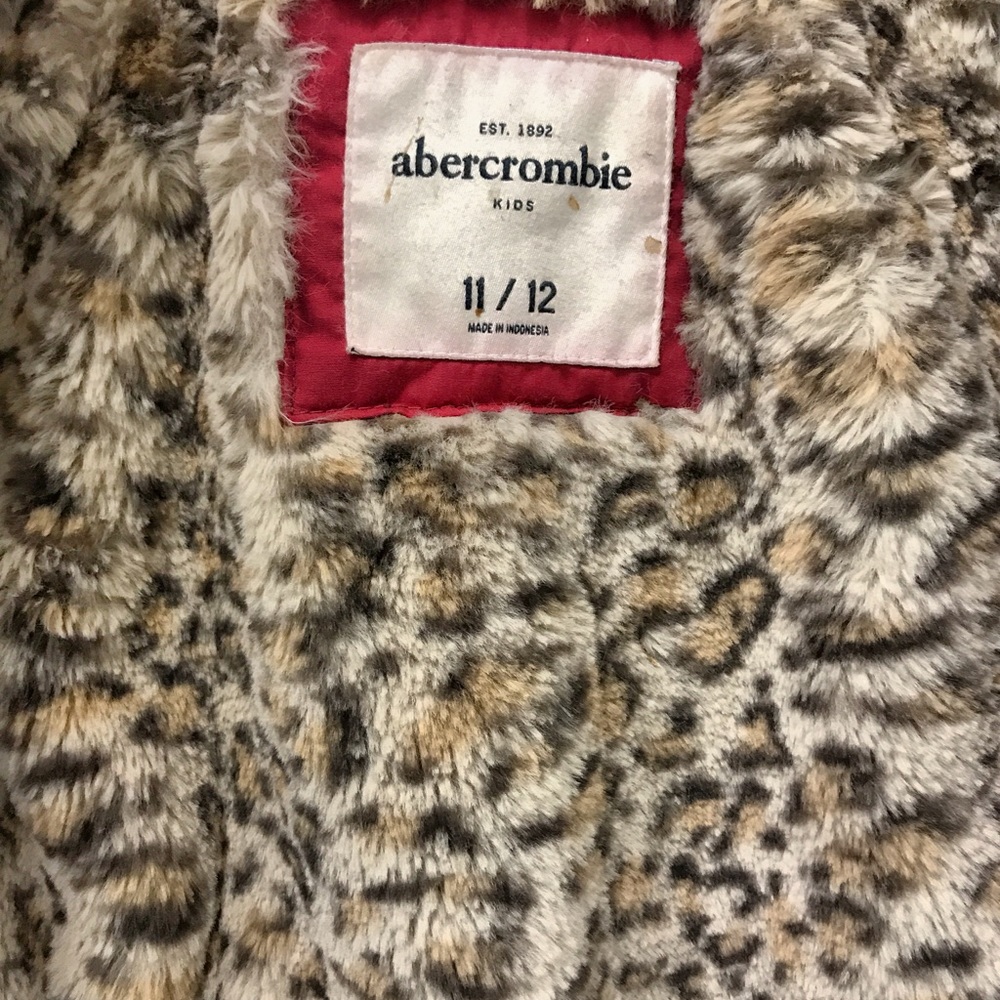 EST. 1892
abercrombie
KIDS
11 / 12
MADE IN INDONESIA